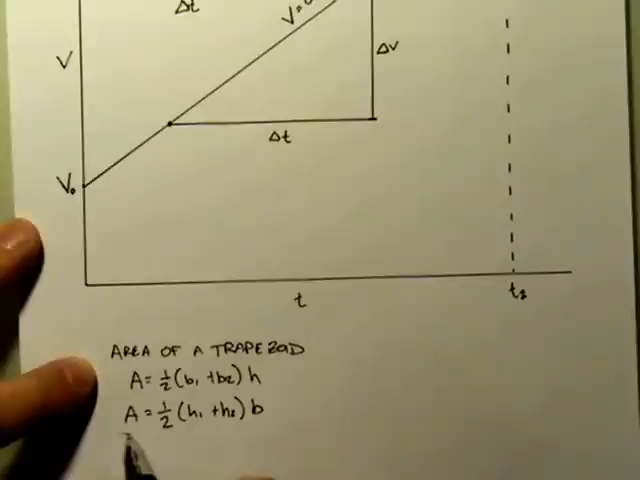 Δt
V=
V
ΔV
Δt
V₀
t
t₂
AREA OF A TRAPEZOID
A=½(b₁+b₂)h
A=½(h₁+h₂)b